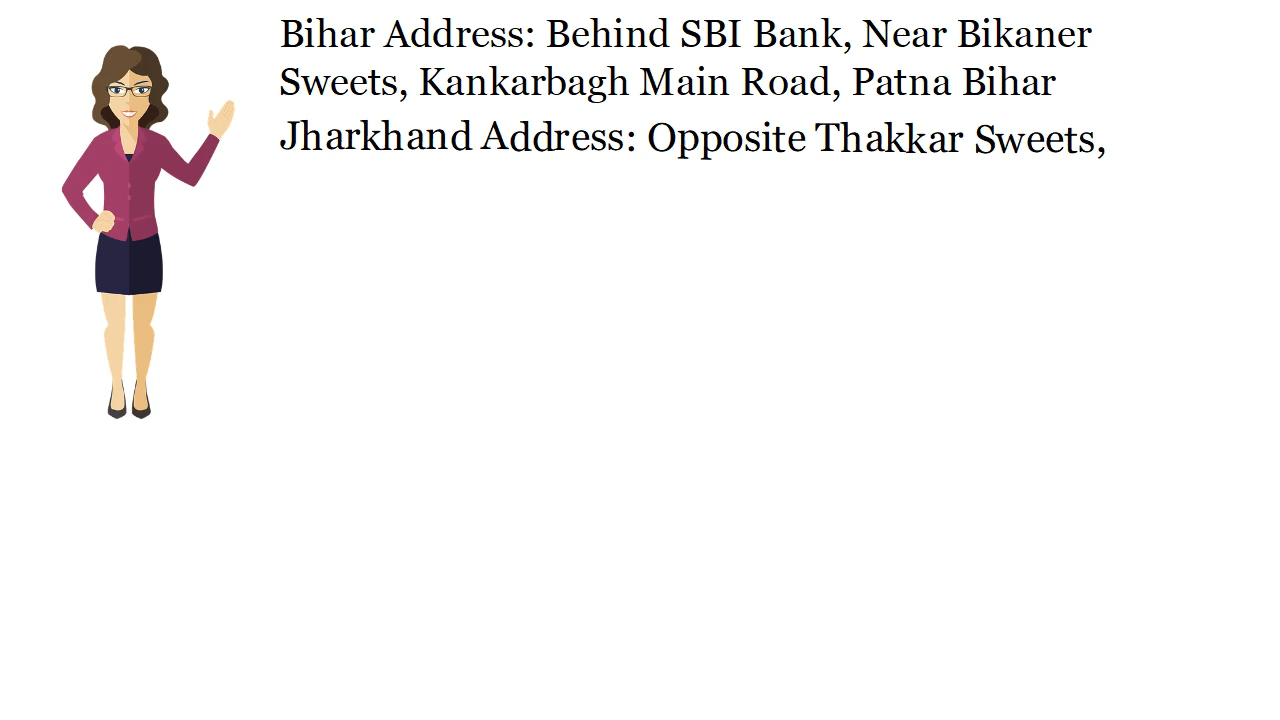 Bihar Address: Behind SBI Bank, Near Bikaner
Sweets, Kankarbagh Main Road, Patna Bihar
Jharkhand Address: Opposite Thakkar Sweets,